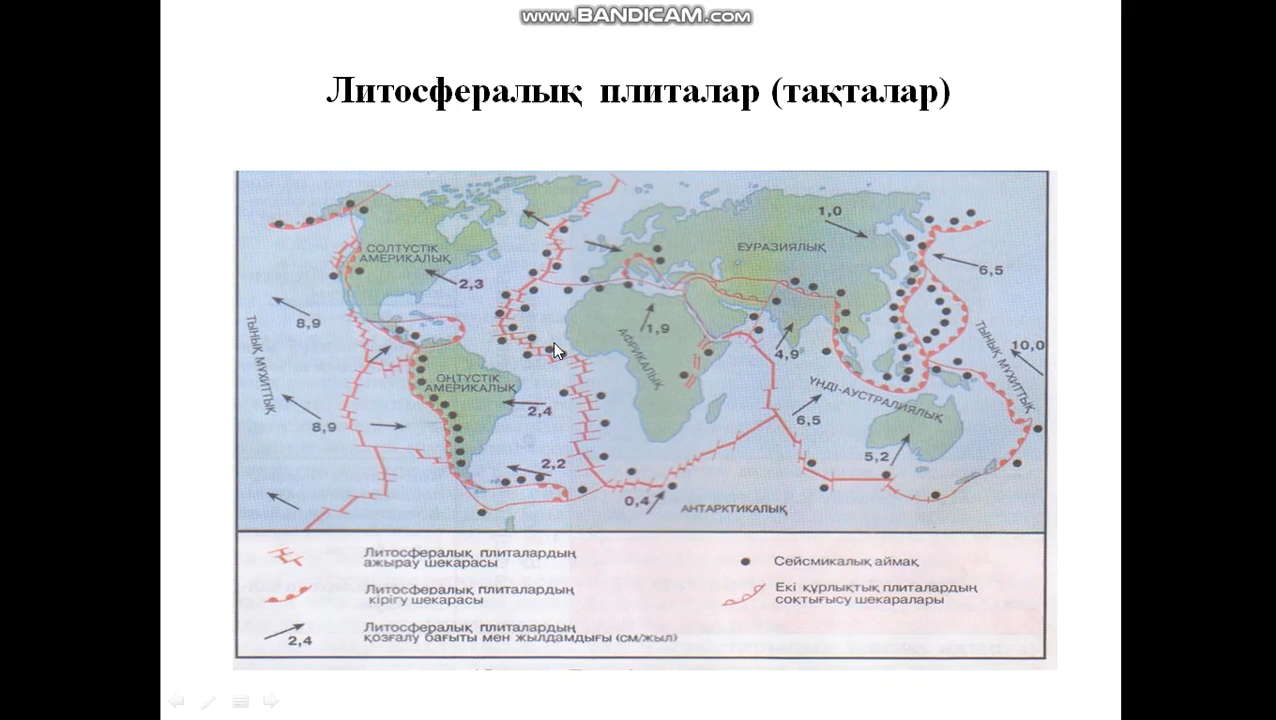 www.BANDICAM.com
Литосфералық плиталар (тақталар)
1,0
СОЛТҮСТІК
АМЕРИКАЛЫҚ
ЕУРАЗИЯЛЫҚ
6,5
2,3
8,9
1,9
ТЫНЫҚ МҰХИТТЫҚ
АФРИКАЛЫҚ
4,9
ТЫНЫҚ МҰХИТТЫҚ
10,0
ОҢТҮСТІК
АМЕРИКАЛЫҚ
ҮНДІ-АУСТРАЛИЯЛЫҚ
2,4
6,5
8,9
5,2
2,2
0,4
АНТАРКТИКАЛЫҚ
Литосфералық плиталардың
ажырау шекарасы
Литосфералық плиталардың
кірігу шекарасы
2,4
Литосфералық плиталардың
қозғалу бағыты мен жылдамдығы (см/жыл)
Сейсмикалық аймақ
Екі құрлықтық плиталардың
соқтығысу шекаралары